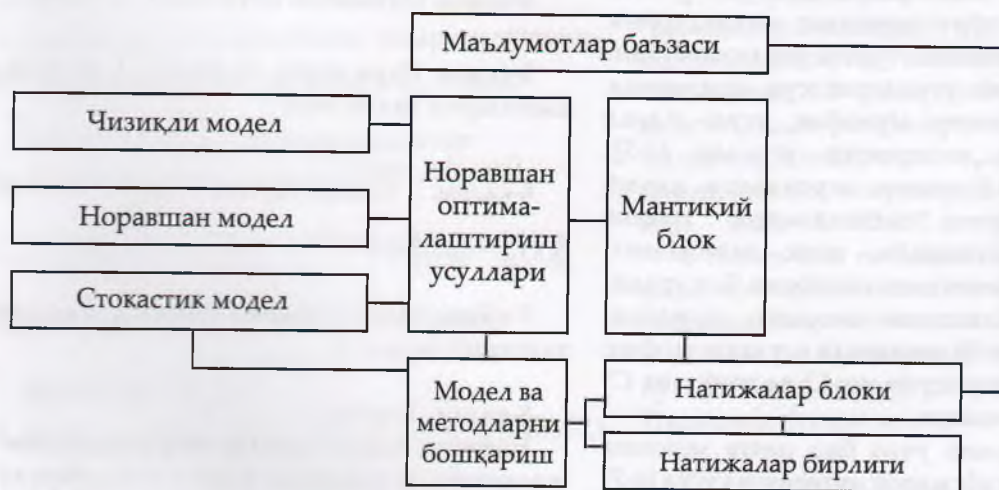 Маълумотлар баъзаси
Чизиқли модел
Норавшан модел
Стокастик модел
Норавшан
оптима-
лаштириш
усуллари
Мантиқий
блок
Модел ва
методларни
бошқариш
Натижалар блоки
Натижалар бирлиги